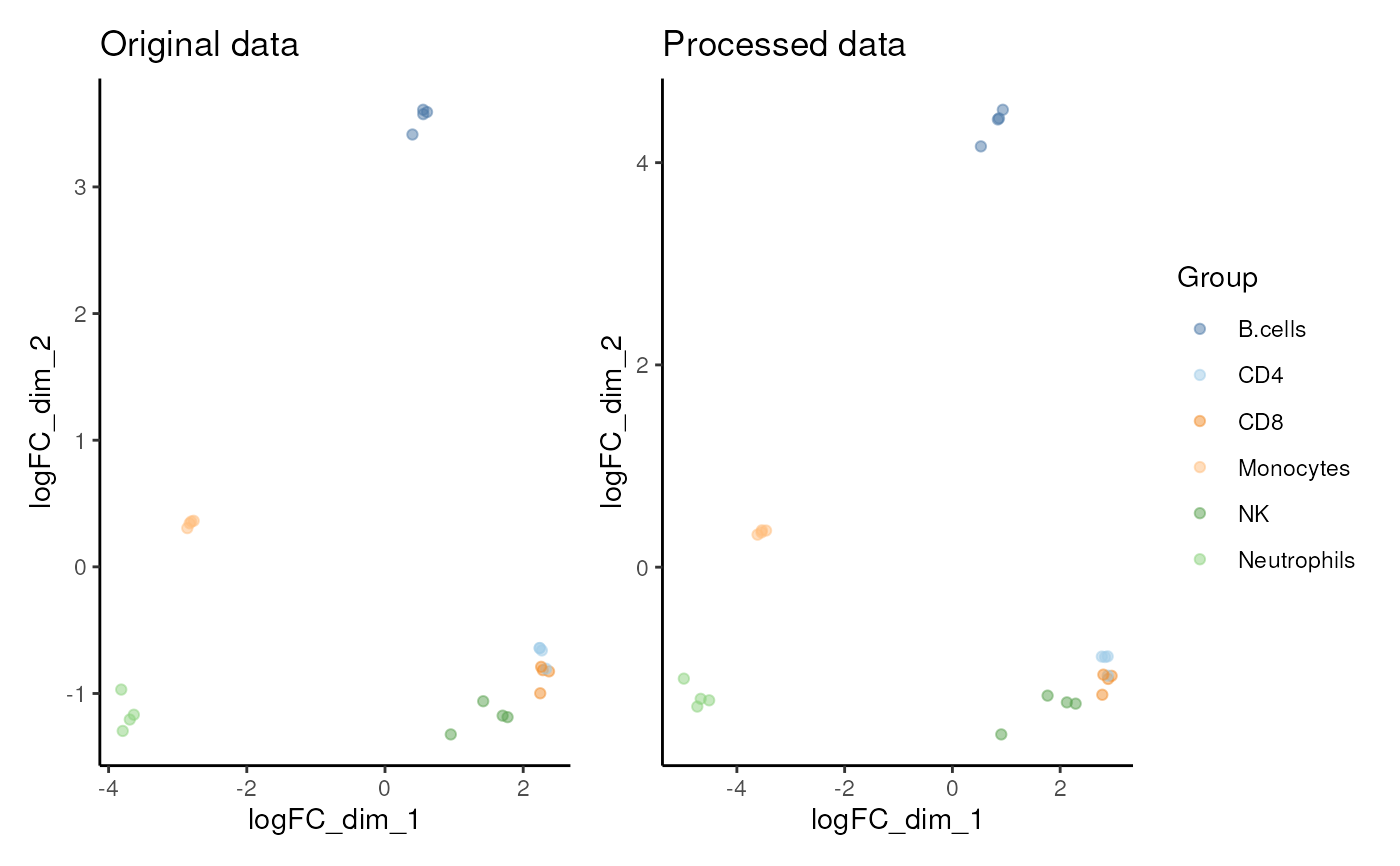 Original data
3
2
1
0
-1
-4
-2
0
2
logFC_dim_1
logFC_dim_2
Processed data
4
2
0
-4
-2
0
2
logFC_dim_1
logFC_dim_2
Group
B.cells
CD4
CD8
Monocytes
NK
Neutrophils